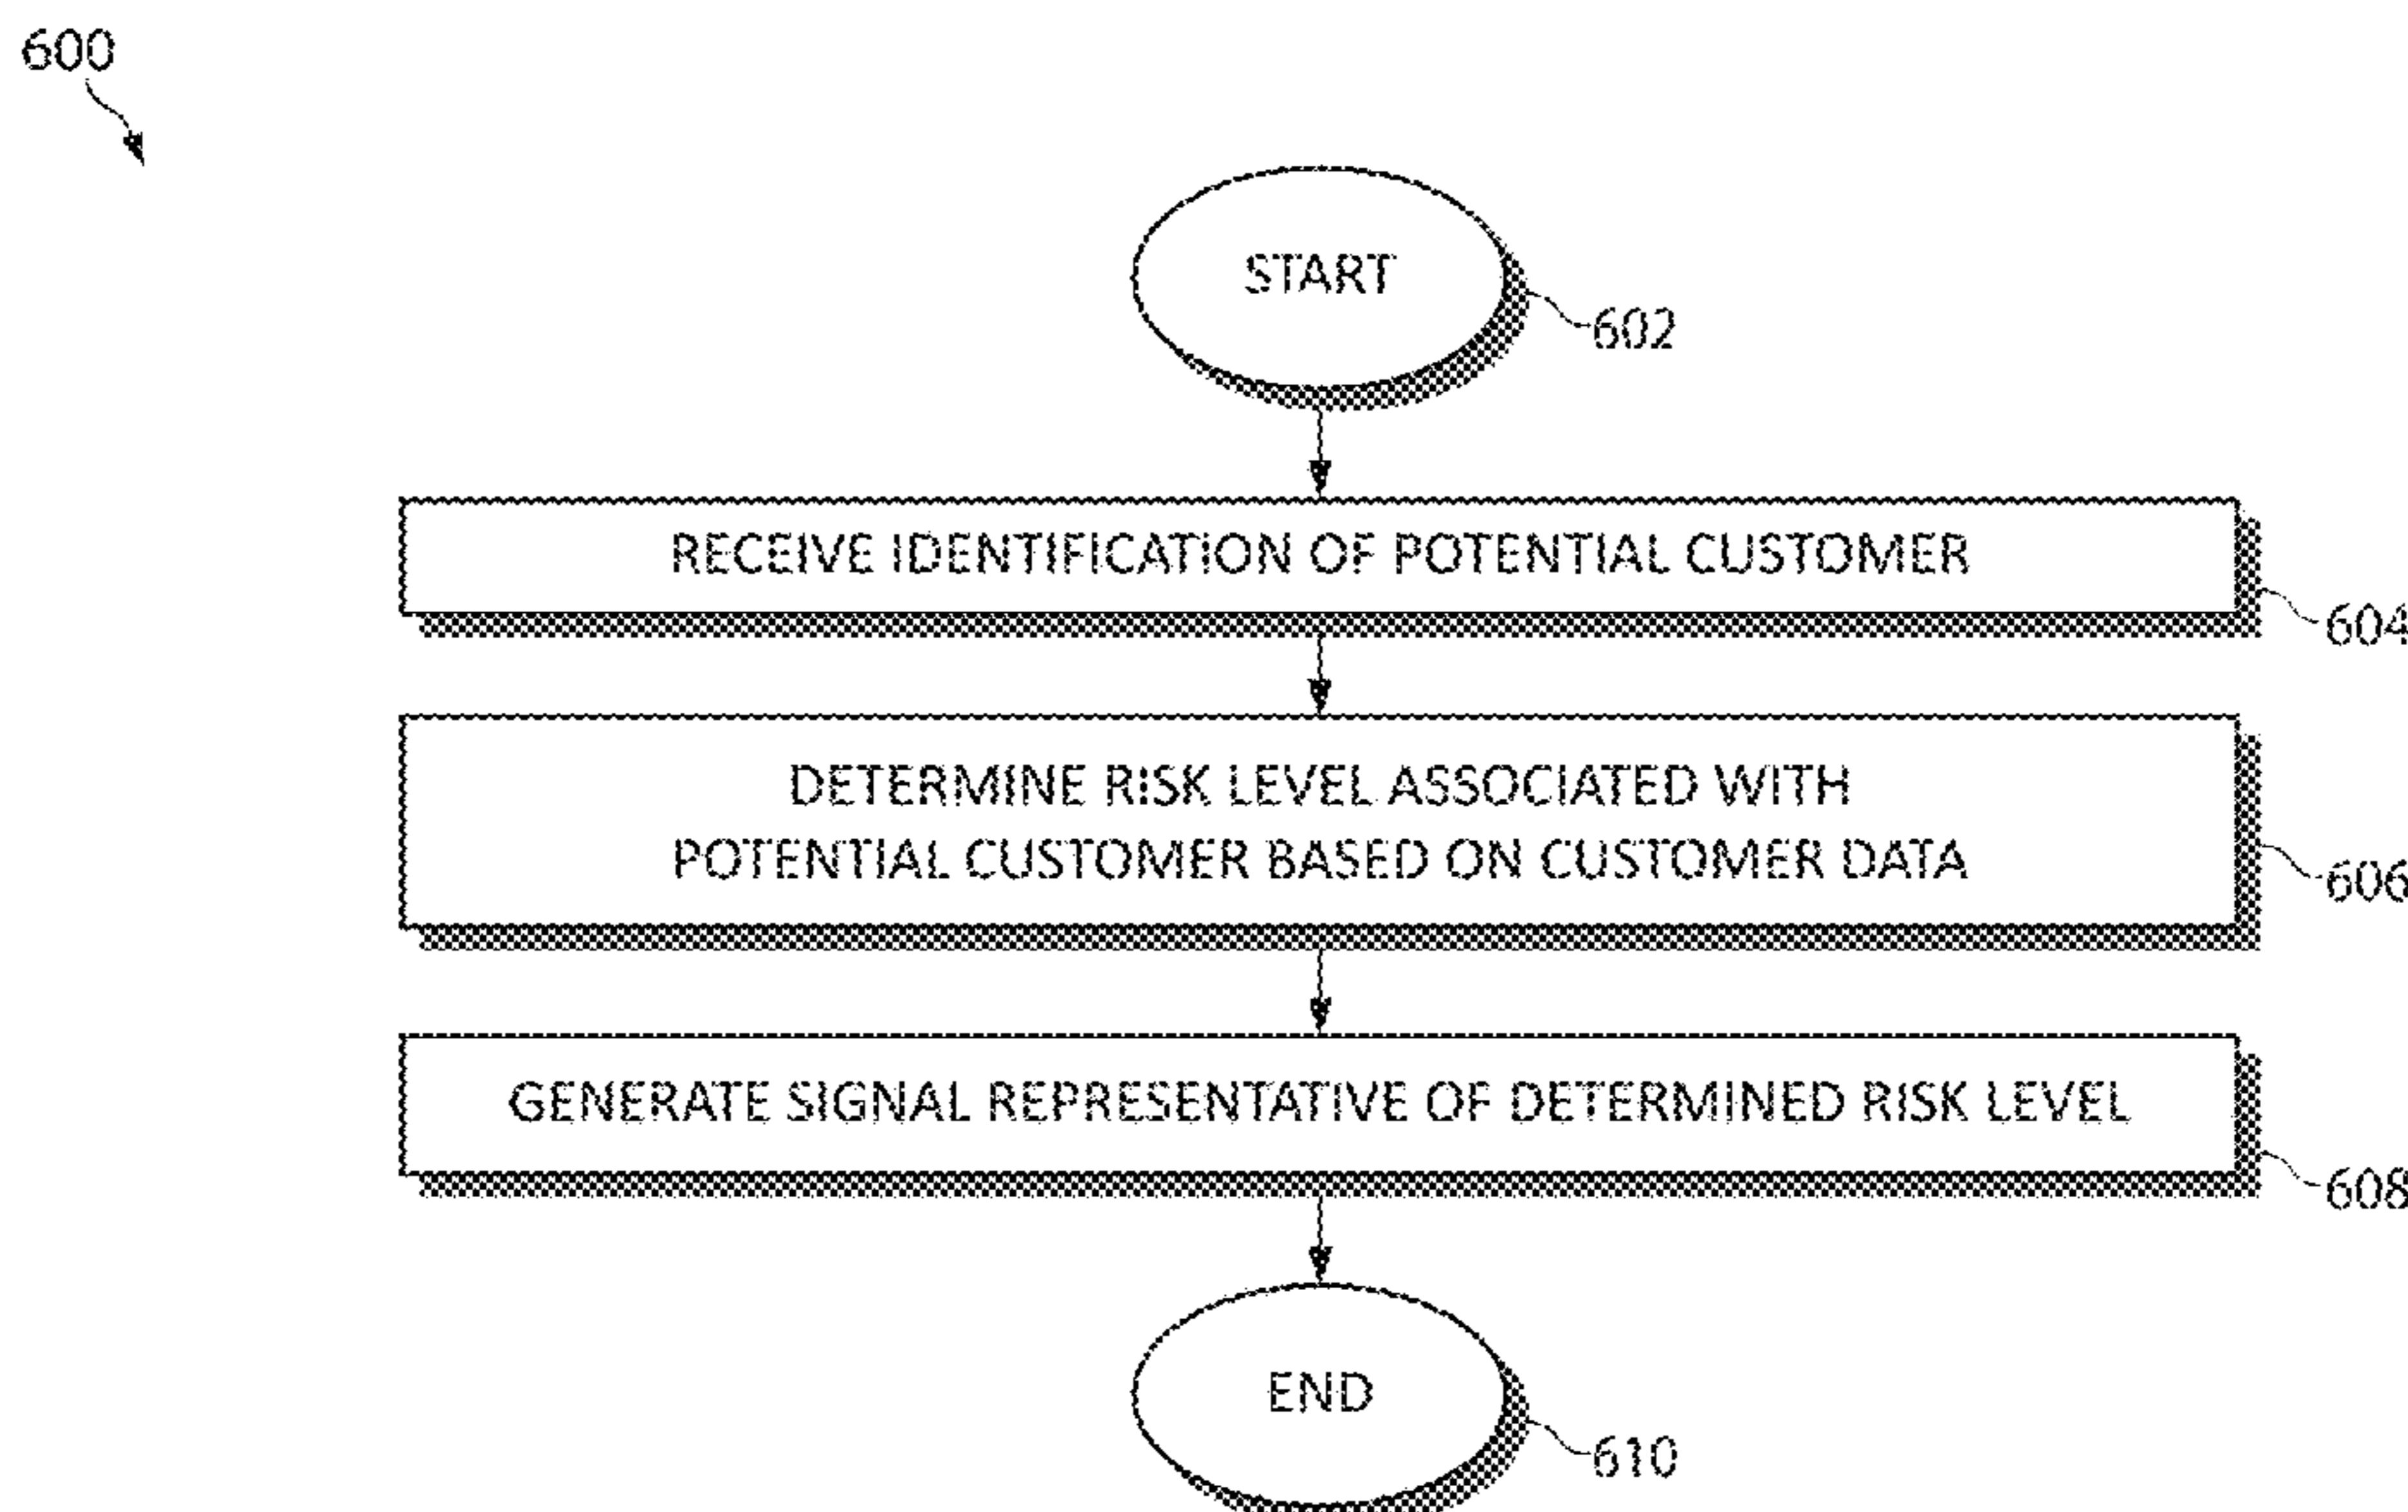 600
START
602
RECEIVE IDENTIFICATION OF POTENTIAL CUSTOMER
604
DETERMINE RISK LEVEL ASSOCIATED WITH
POTENTIAL CUSTOMER BASED ON CUSTOMER DATA
606
GENERATE SIGNAL REPRESENTATIVE OF DETERMINED RISK LEVEL
608
END
610